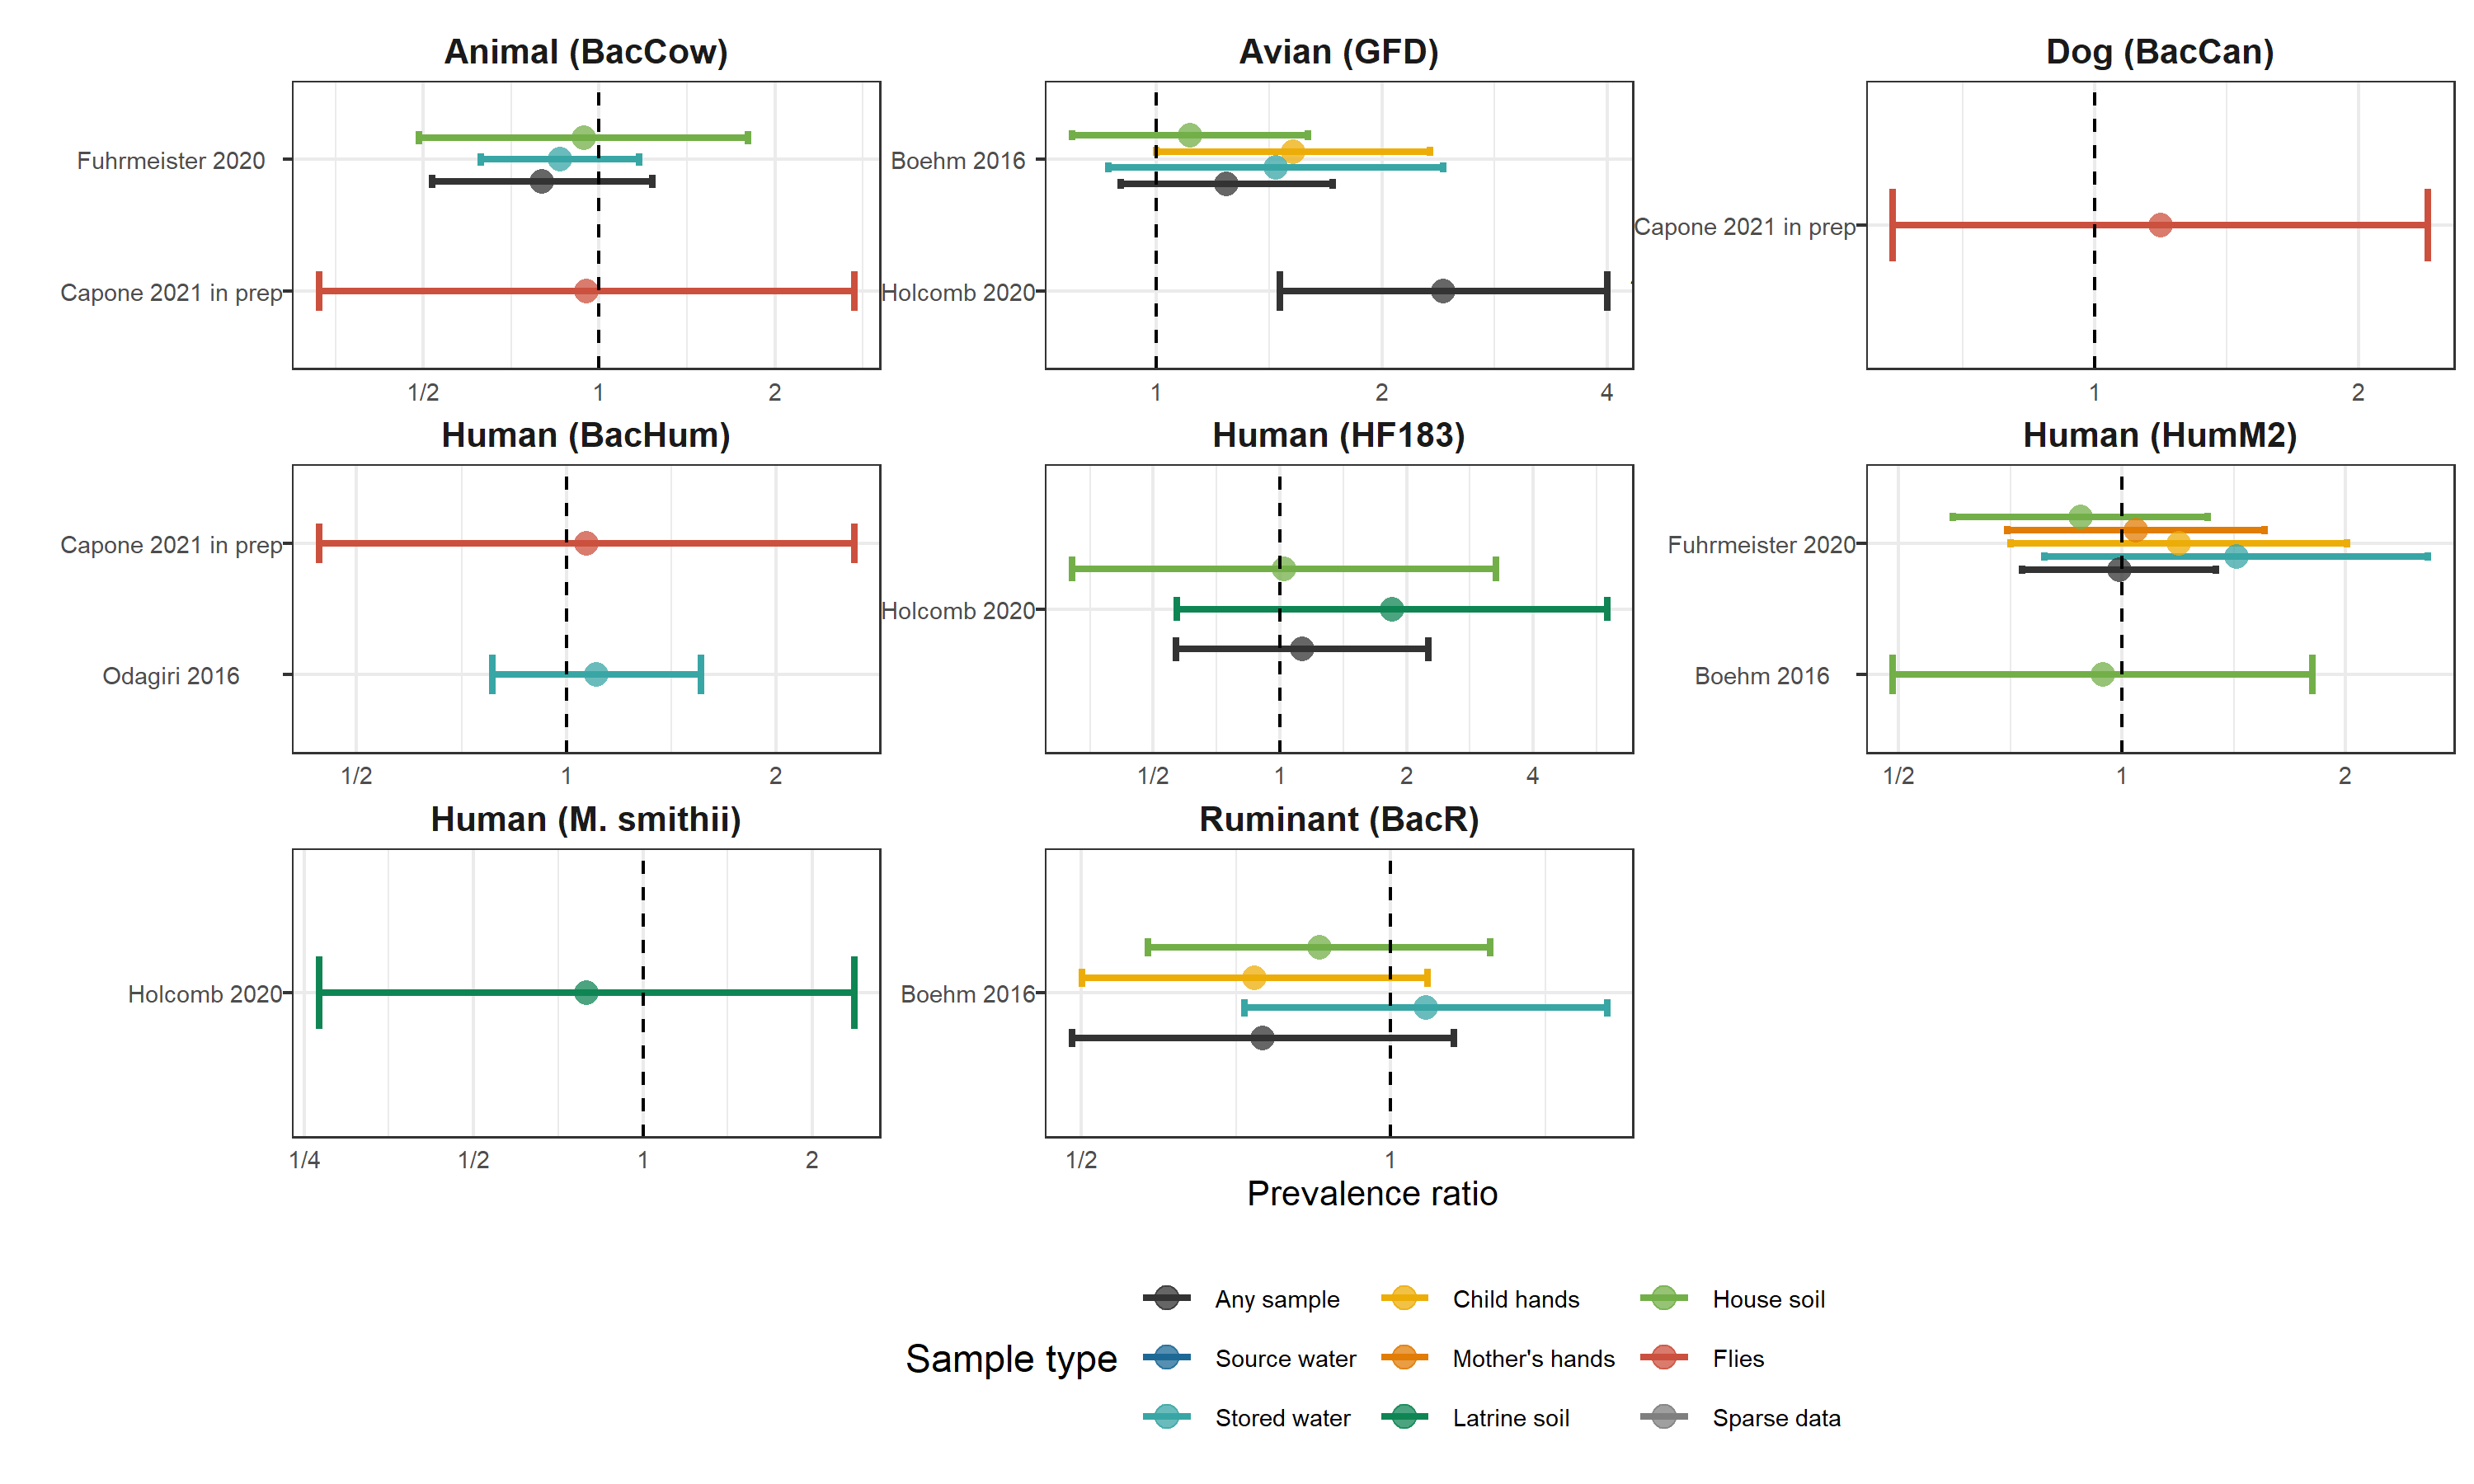 Animal (BacCow)
Avian (GFD)
Dog (BacCan)
Fuhrmeister 2020
Capone 2021 in prep
1/2
1
2
Boehm 2016
Holcomb 2020
1
2
4
Capone 2021 in prep
1
2
Human (BacHum)
Human (HF183)
Human (HumM2)
Capone 2021 in prep
Odagiri 2016
1/2
1
2
Holcomb 2020
1/2
1
2
4
Fuhrmeister 2020
Boehm 2016
1/2
1
2
Human (M. smithii)
Ruminant (BacR)
Holcomb 2020
1/4
1/2
1
2
Boehm 2016
1/2
1
Prevalence ratio
Sample type
Any sample
Source water
Stored water
Child hands
Mother's hands
Latrine soil
House soil
Flies
Sparse data